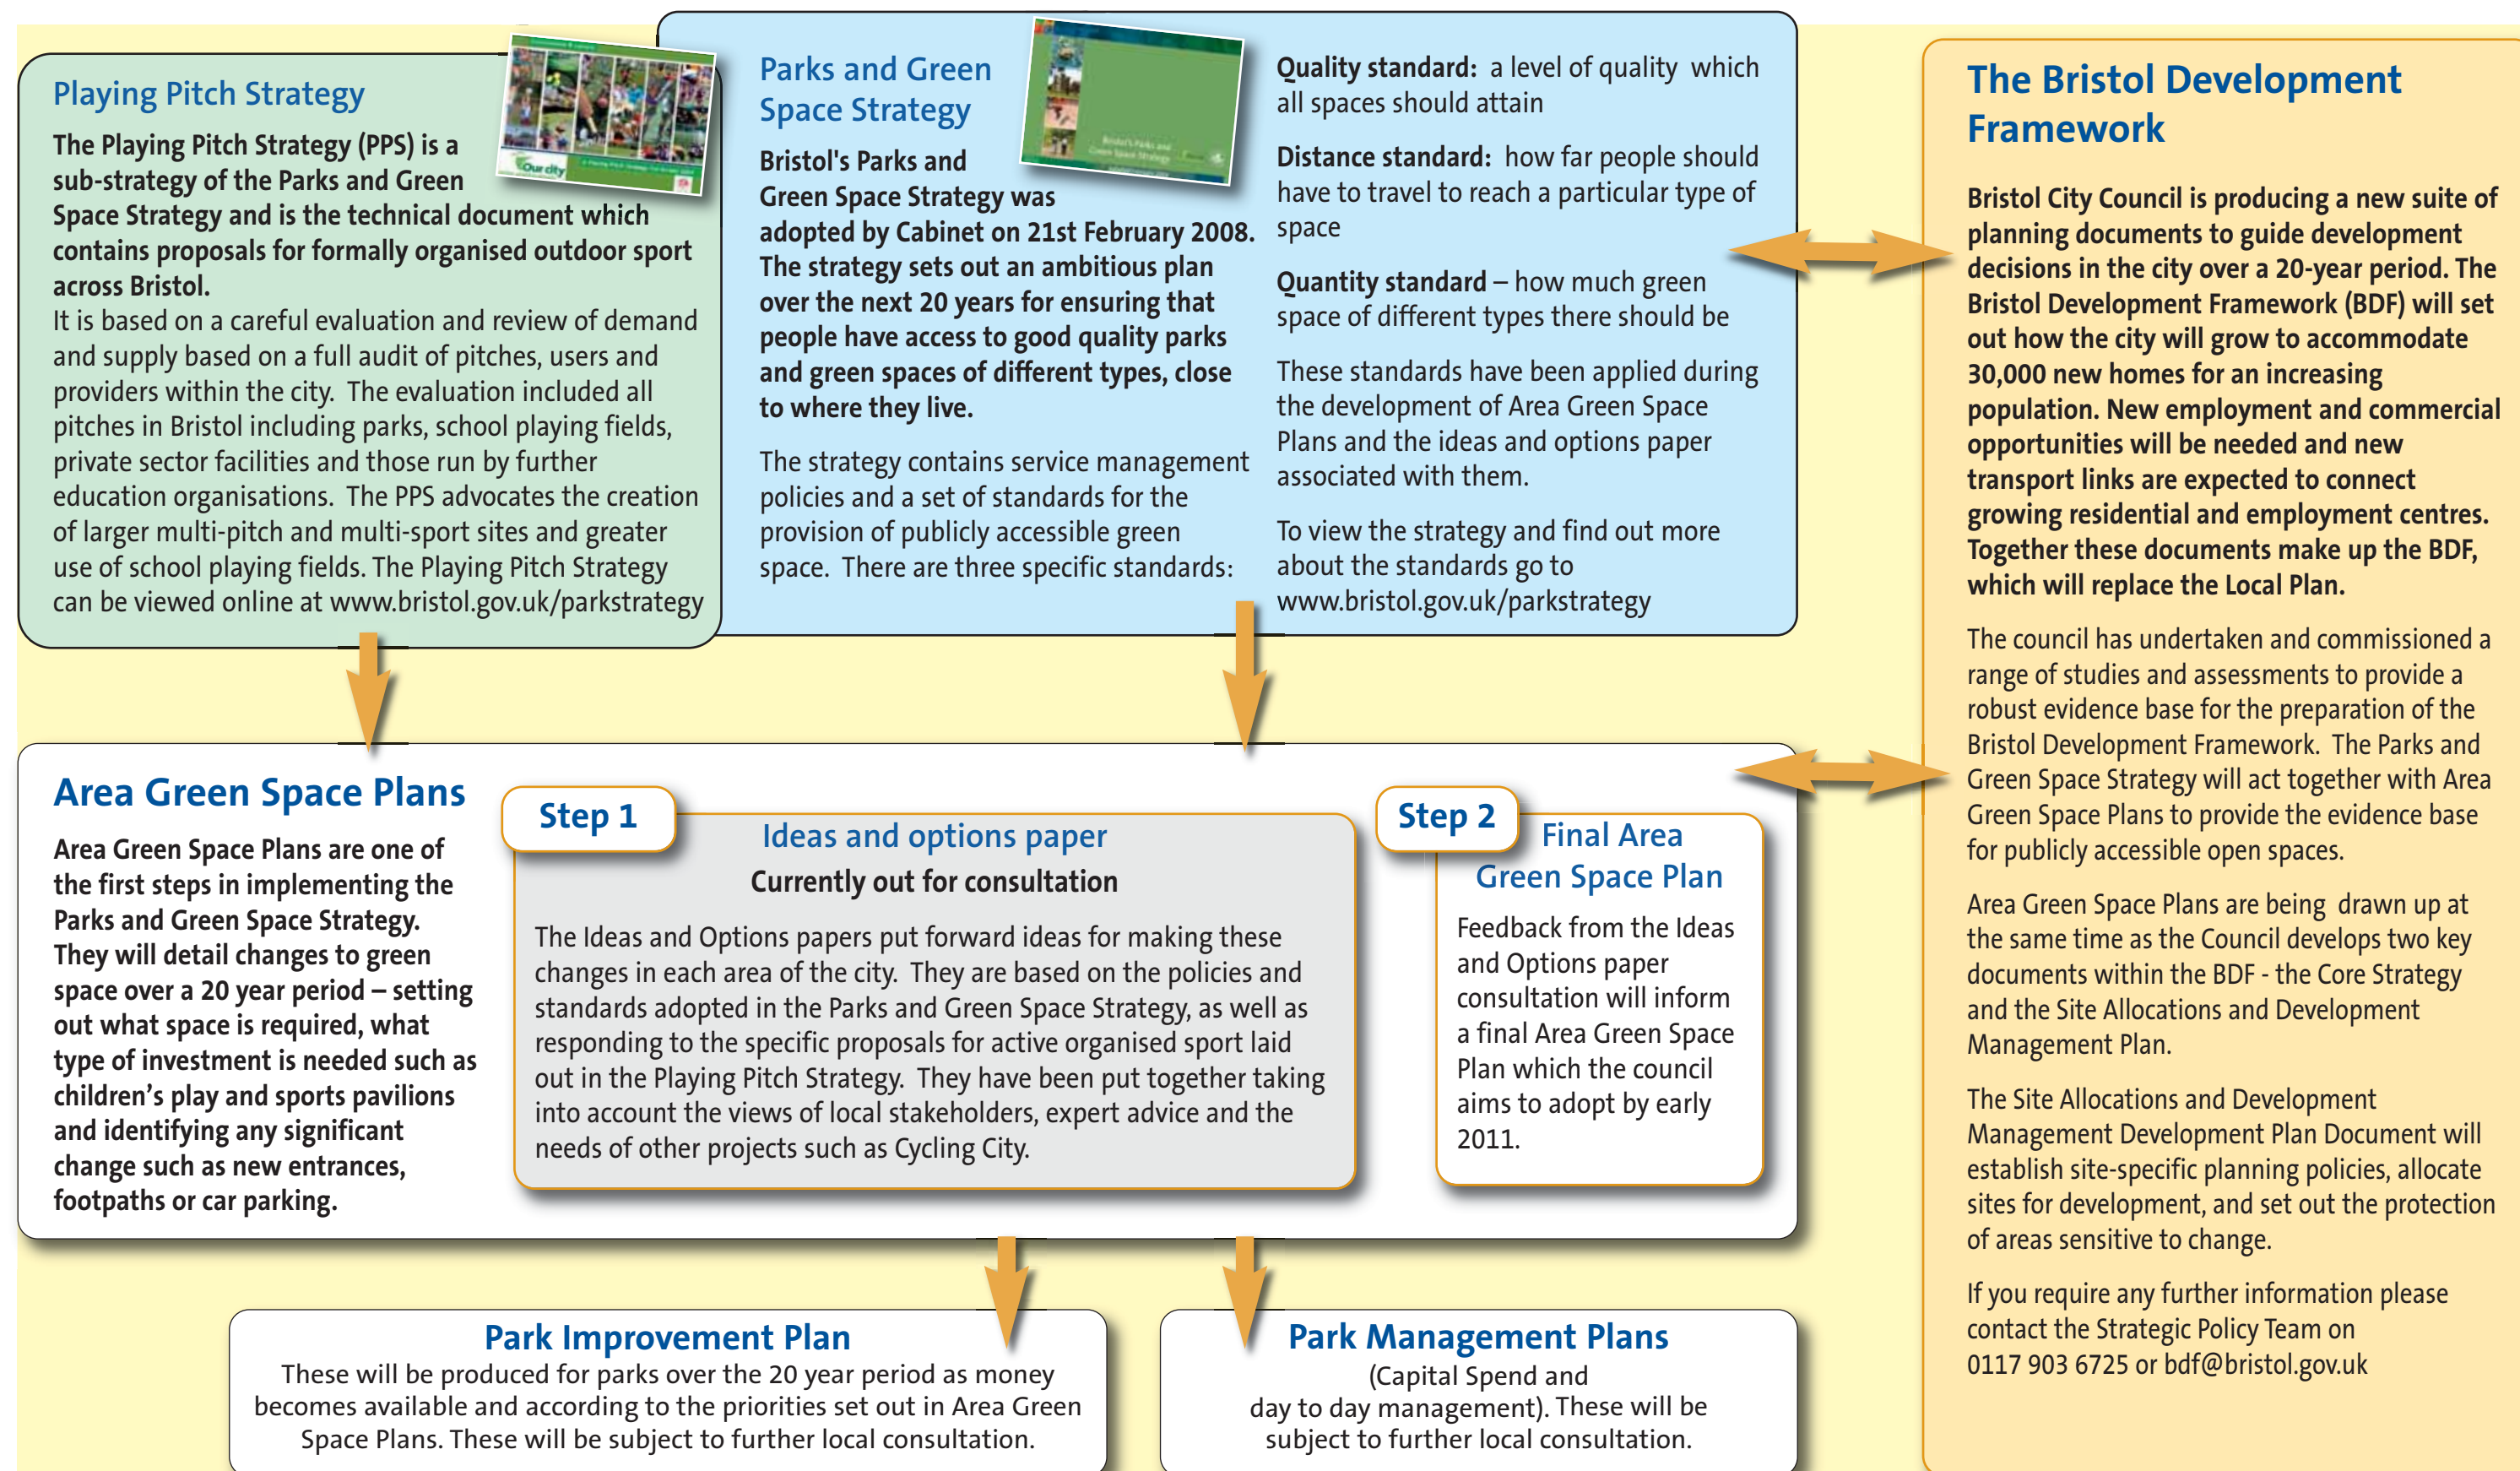 Playing Pitch Strategy
The Playing Pitch Strategy (PPS) is a
sub-strategy of the Parks and Green
Space Strategy and is the technical document which
contains proposals for formally organised outdoor sport
across Bristol.
It is based on a careful evaluation and review of demand
and supply based on a full audit of pitches, users and
providers within the city. The evaluation included all
pitches in Bristol including parks, school playing fields,
private sector facilities and those run by further
education organisations. The PPS advocates the creation
of larger multi-pitch and multi-sport sites and greater
use of school playing fields. The Playing Pitch Strategy
can be viewed online at www.bristol.gov.uk/parkstrategy
Our city
Parks and Green
Space Strategy
Bristol's Parks and
Green Space Strategy
Bristol's Parks and
Green Space Strategy was
adopted by Cabinet on 21st February 2008.
The strategy sets out an ambitious plan
over the next 20 years for ensuring that
people have access to good quality parks
and green spaces of different types, close
to where they live.
The strategy contains service management
policies and a set of standards for the
provision of publicly accessible green
space. There are three specific standards:
Quality standard: a level of quality which
all spaces should attain
Distance standard: how far people should
have to travel to reach a particular type of
space
Quantity standard – how much green
space of different types there should be
These standards have been applied during
the development of Area Green Space
Plans and the ideas and options paper
associated with them.
To view the strategy and find out more
about the standards go to
www.bristol.gov.uk/parkstrategy
Area Green Space Plans
Area Green Space Plans are one of
the first steps in implementing the
Parks and Green Space Strategy.
They will detail changes to green
space over a 20 year period – setting
out what space is required, what
type of investment is needed such as
children’s play and sports pavilions
and identifying any significant
change such as new entrances,
footpaths or car parking.
Step 1
Ideas and options paper
Currently out for consultation
The Ideas and Options papers put forward ideas for making these
changes in each area of the city. They are based on the policies and
standards adopted in the Parks and Green Space Strategy, as well as
responding to the specific proposals for active organised sport laid
out in the Playing Pitch Strategy. They have been put together taking
into account the views of local stakeholders, expert advice and the
needs of other projects such as Cycling City.
Step 2
Final Area
Green Space Plan
Feedback from the Ideas
and Options paper
consultation will inform
a final Area Green Space
Plan which the council
aims to adopt by early
2011.
Park Improvement Plan
These will be produced for parks over the 20 year period as money
becomes available and according to the priorities set out in Area Green
Space Plans. These will be subject to further local consultation.
Park Management Plans
(Capital Spend and
day to day management). These will be
subject to further local consultation.
The Bristol Development
Framework
Bristol City Council is producing a new suite of
planning documents to guide development
decisions in the city over a 20-year period. The
Bristol Development Framework (BDF) will set
out how the city will grow to accommodate
30,000 new homes for an increasing
population. New employment and commercial
opportunities will be needed and new
transport links are expected to connect
growing residential and employment centres.
Together these documents make up the BDF,
which will replace the Local Plan.
The council has undertaken and commissioned a
range of studies and assessments to provide a
robust evidence base for the preparation of the
Bristol Development Framework. The Parks and
Green Space Strategy will act together with Area
Green Space Plans to provide the evidence base
for publicly accessible open spaces.
Area Green Space Plans are being drawn up at
the same time as the Council develops two key
documents within the BDF - the Core Strategy
and the Site Allocations and Development
Management Plan.
The Site Allocations and Development
Management Development Plan Document will
establish site-specific planning policies, allocate
sites for development, and set out the protection
of areas sensitive to change.
If you require any further information please
contact the Strategic Policy Team on
0117 903 6725 or bdf@bristol.gov.uk